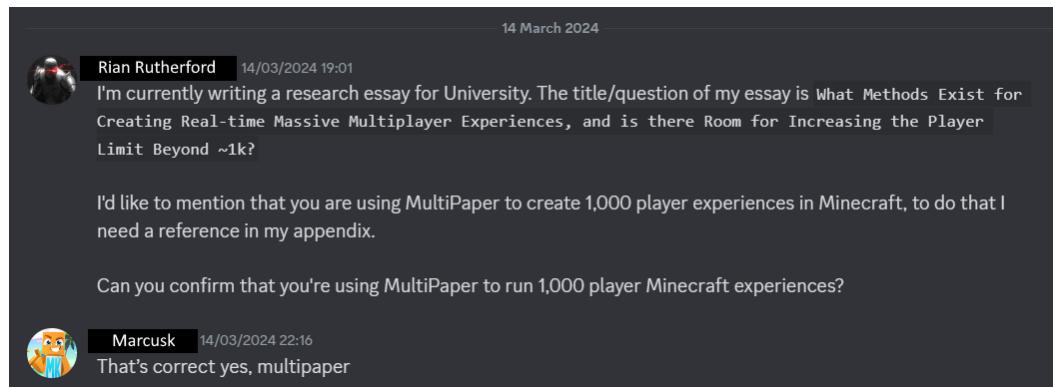 14 March 2024
Rian Rutherford 14/03/2024 19:01
I'm currently writing a research essay for University. The title/question of my essay is What Methods Exist for
Creating Real-time Massive Multiplayer Experiences, and is there Room for Increasing the Player
Limit Beyond ~1k?
I'd like to mention that you are using MultiPaper to create 1,000 player experiences in Minecraft, to do that I
need a reference in my appendix.
Can you confirm that you're using MultiPaper to run 1,000 player Minecraft experiences?
Marcusk 14/03/2024 22:16
MK
That’s correct yes, multipaper